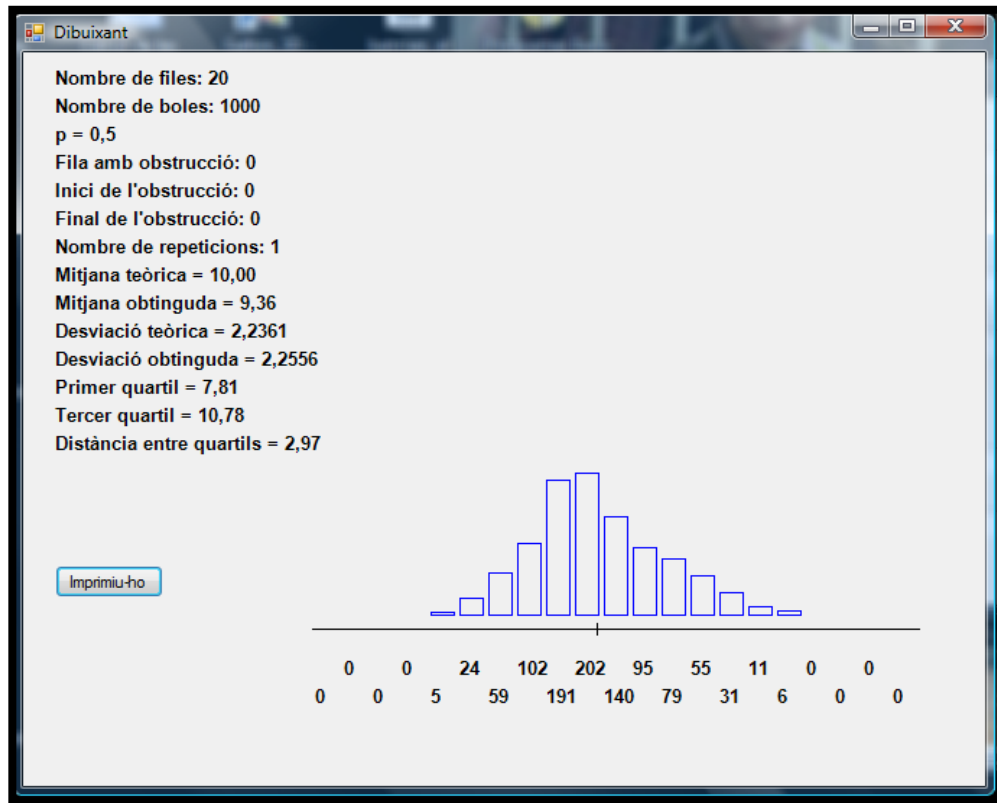 Dibuixant
Nombre de files: 20
Nombre de boles: 1000
p = 0,5
Fila amb obstrucció: 0
Inici de l'obstrucció: 0
Final de l'obstrucció: 0
Nombre de repeticions: 1
Mitjana teòrica = 10,00
Mitjana obtinguda = 9,36
Desviació teòrica = 2,2361
Desviació obtinguda = 2,2556
Primer quartil = 7,81
Tercer quartil = 10,78
Distància entre quartils = 2,97
Imprimiu-ho
0 0 24 102 202 95 55 11 0 0
0 0 5 59 191 140 79 31 6 0 0